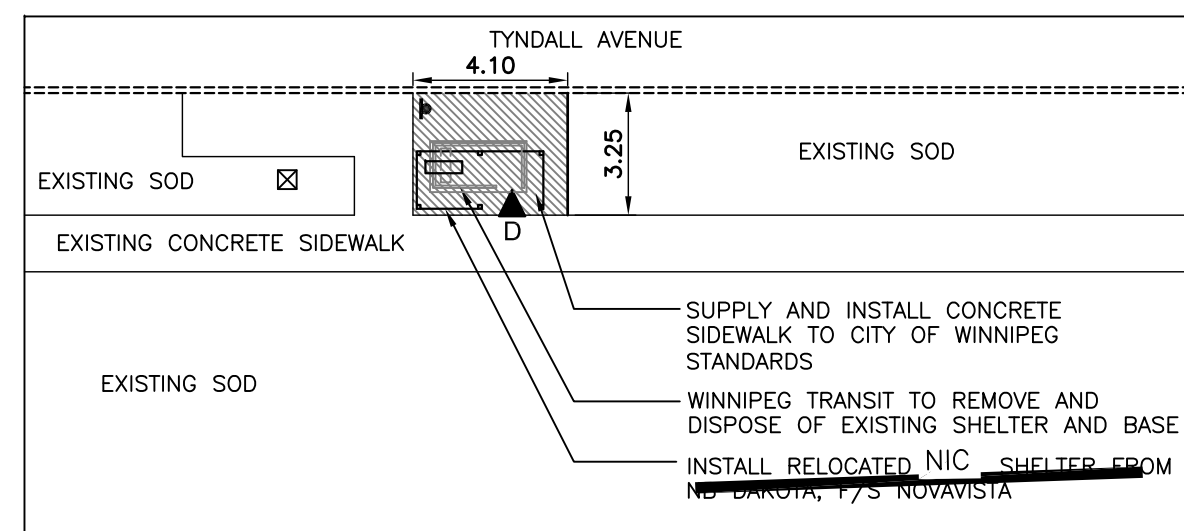 TYNDALL AVENUE
4.10
3.25
EXISTING SOD
EXISTING SOD
D
EXISTING CONCRETE SIDEWALK
SUPPLY AND INSTALL CONCRETE
SIDEWALK TO CITY OF WINNIPEG
STANDARDS
EXISTING SOD
WINNIPEG TRANSIT TO REMOVE AND
DISPOSE OF EXISTING SHELTER AND BASE
INSTALL RELOCATED NIC SHELTER FROM
NB DAKOTA, F/S NOVAVISTA